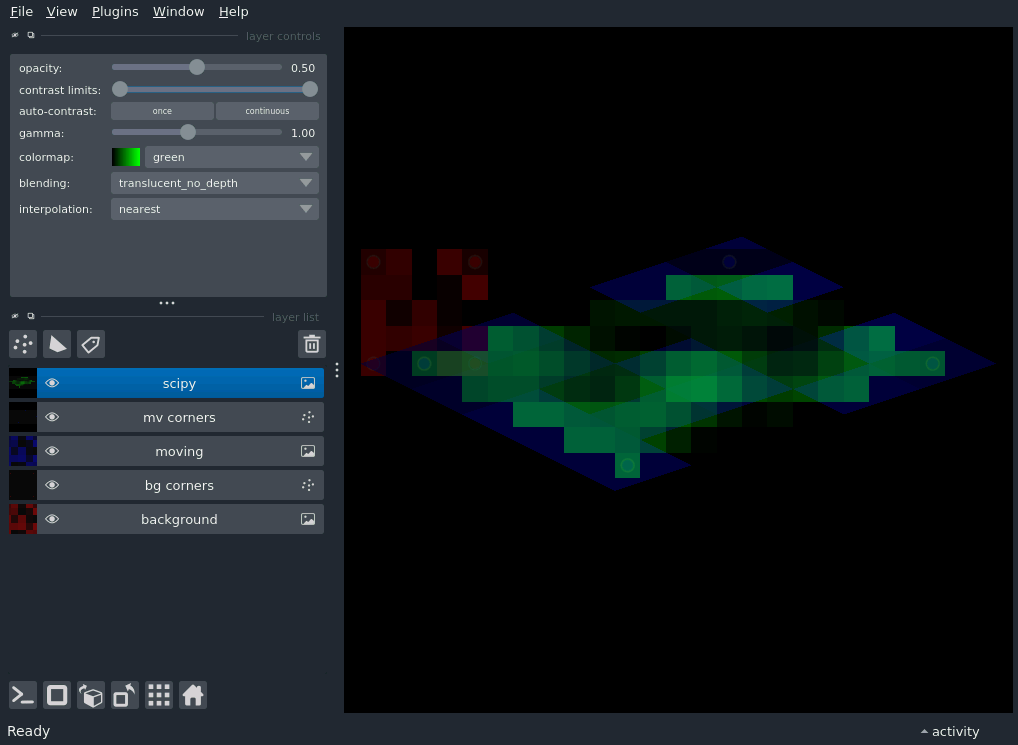 File View Plugins Window Help
layer controls
opacity: 0.50
contrast limits:
auto-contrast: once continuous
gamma: 1.00
colormap: green
blending: translucent_no_depth
interpolation: nearest
layer list
scipy
mv corners
moving
bg corners
background
Ready
activity